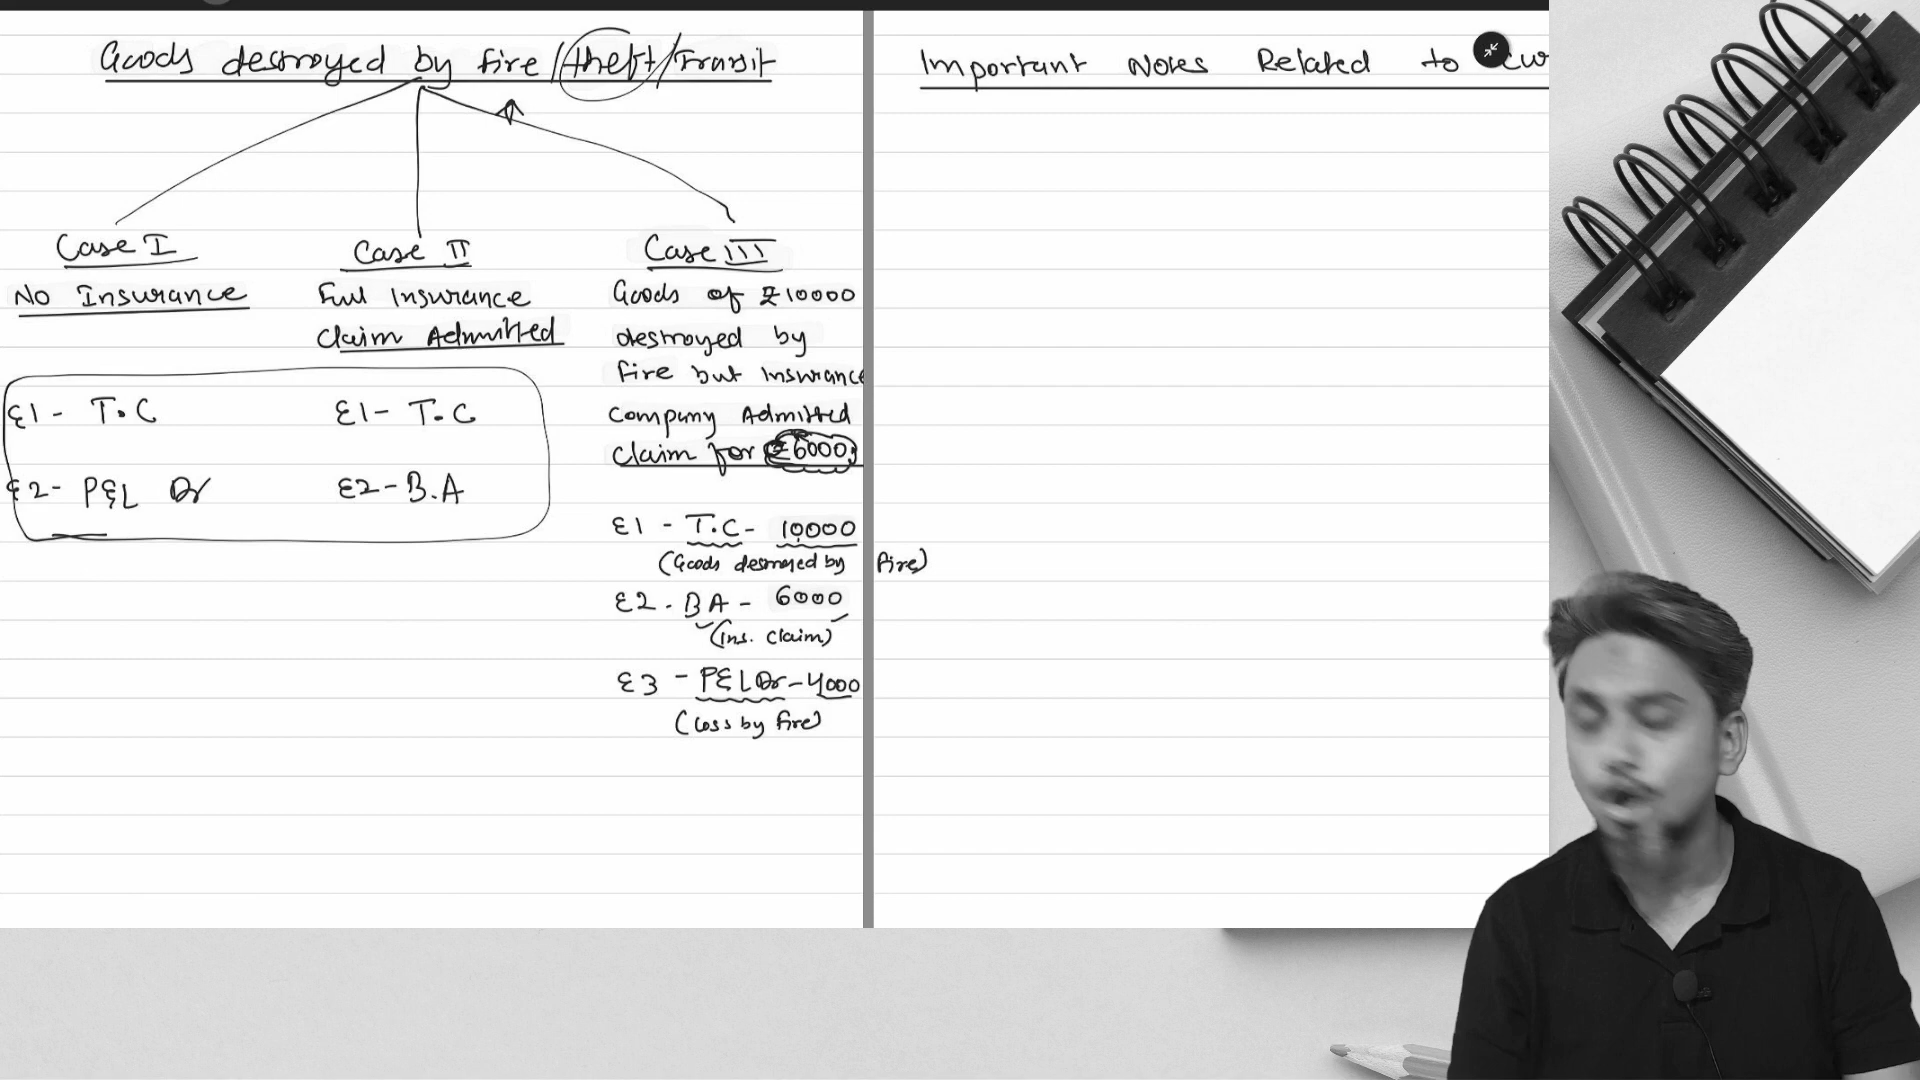 Goods destroyed by fire/theft/Transit
Case I
No Insurance
E1 - T.C
E2 - P&L Dr
Case II
Full Insurance
Claim Admitted
E1 - T.C
E2 - B.A
Case III
Goods of ₹10000
destroyed by
fire but insurance
company Admitted
claim for ₹6000
E1 - T.C - 10000
(Goods destroyed by fire)
E2 - BA - 6000
(Ins. claim)
E3 - P&L Dr - 4000
(Loss by fire)
Important Notes Related to